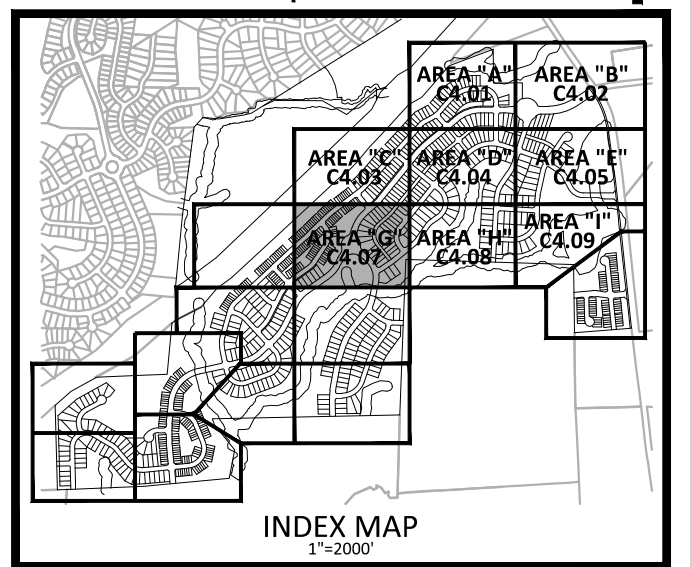 AREA "A"
C4.01
AREA "B"
C4.02
AREA "C"
C4.03
AREA "D"
C4.04
AREA "E"
C4.05
AREA "G"
C4.07
AREA "H"
C4.08
AREA "I"
C4.09
INDEX MAP
1"=2000'